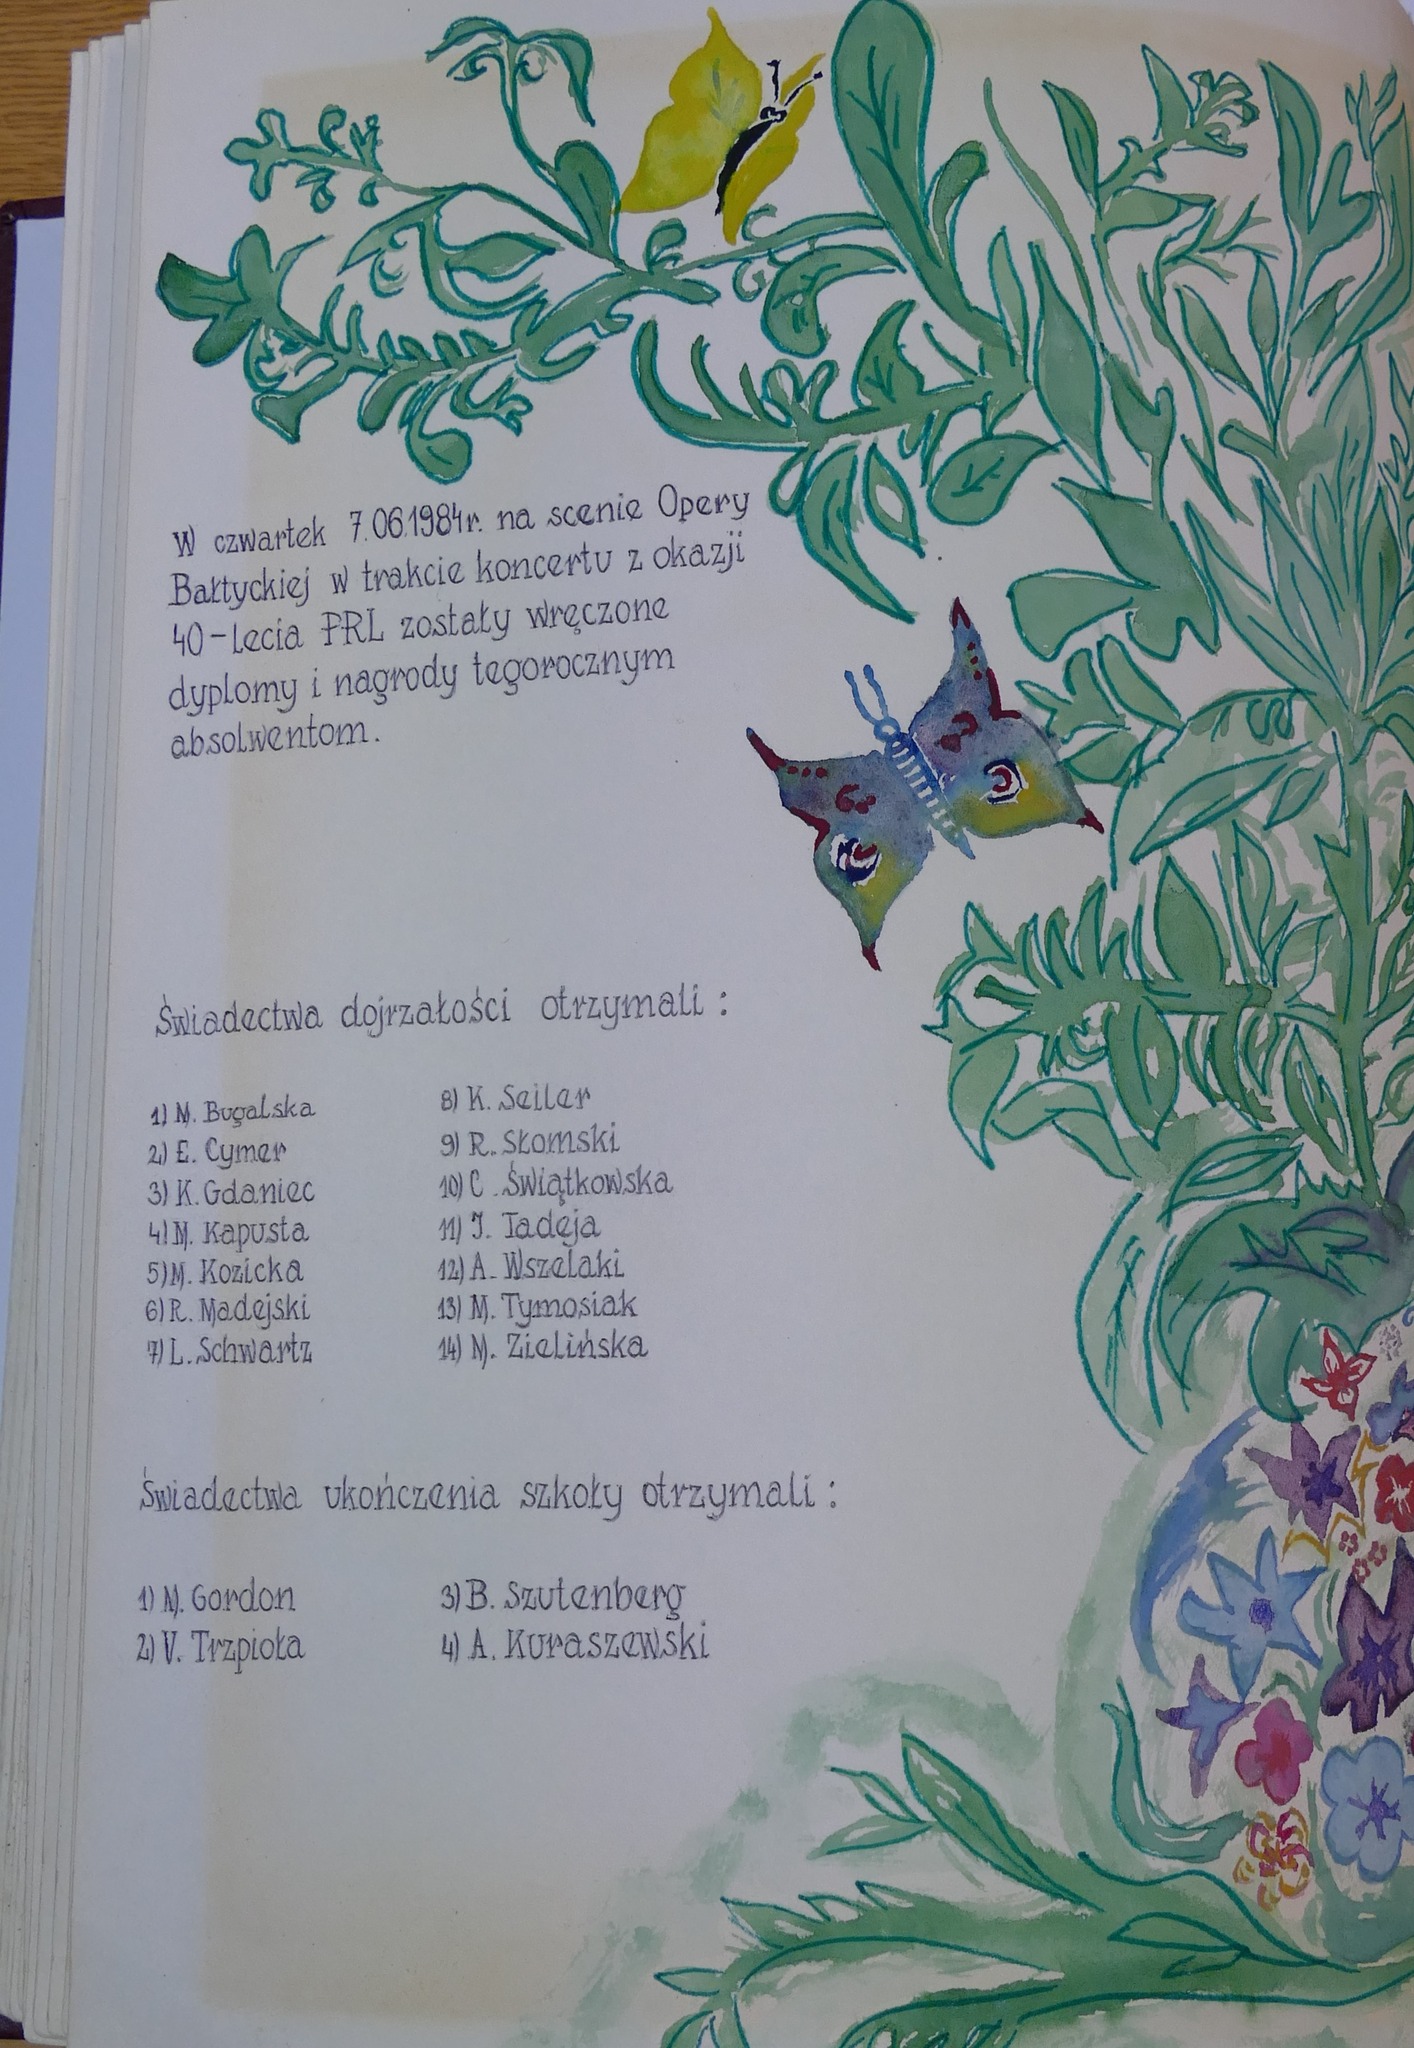 W czwartek 7.06.1984r. na scenie Opery
Bałtyckiej w trakcie koncertu z okazji
40-lecia PRL zostały wręczone
dyplomy i nagrody tegorocznym
absolwentom.
Świadectwa dojrzałości otrzymali :
1) M. Bugalska
2) E. Cymer
3) K. Gdaniec
4) M. Kapusta
5) M. Kozicka
6) R. Madejski
7) L. Schwartz
8) K. Seiler
9) R. Słomski
10) C. Świątkowska
11) J. Tadeja
12) A. Wszelaki
13) M. Tymosiak
14) M. Zielińska
Świadectwa ukończenia szkoły otrzymali :
1) M. Gordon
2) V. Trzpioła
3) B. Szutenberg
4) A. Kuraszewski